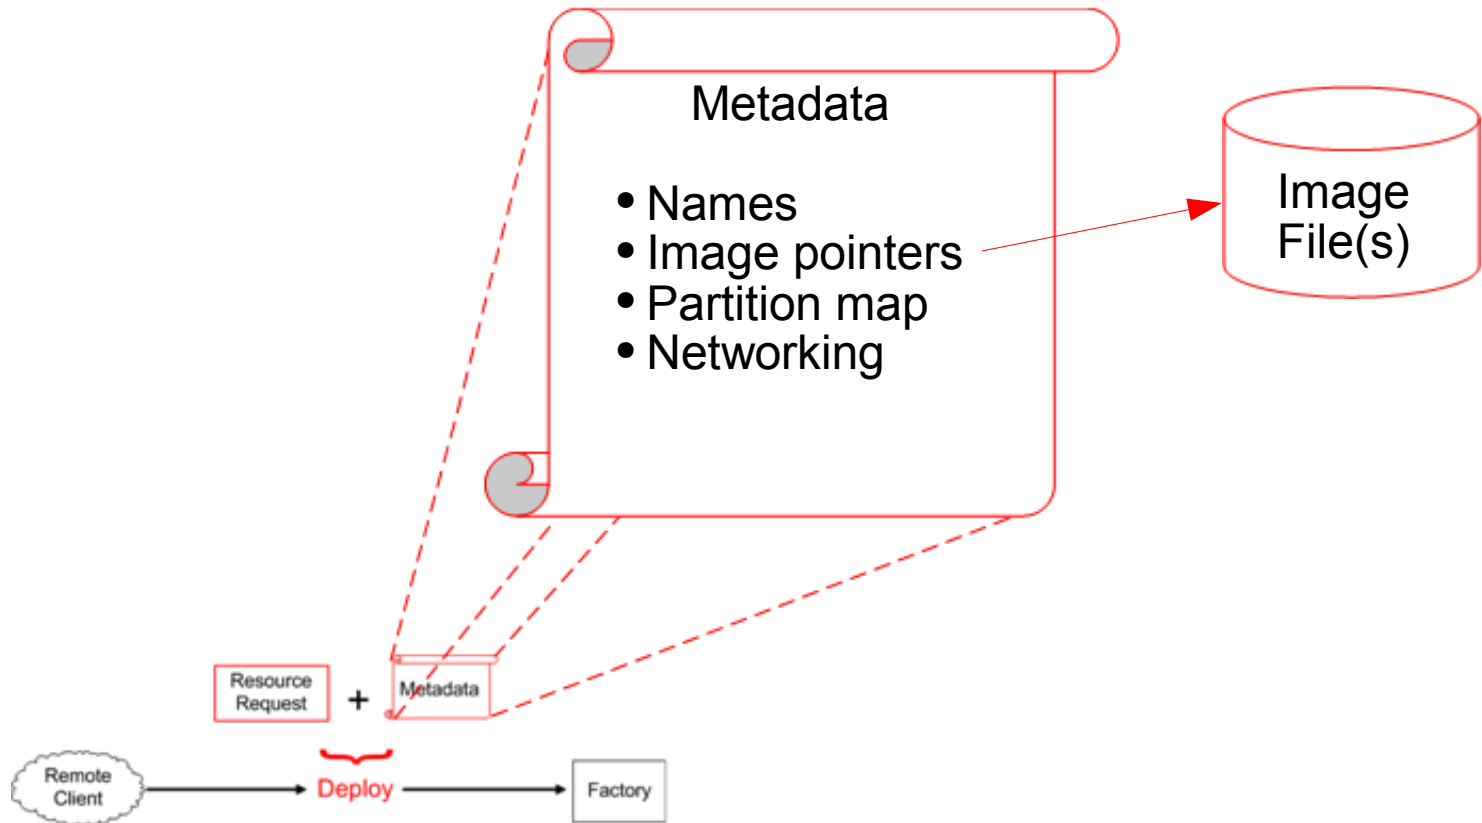 Metadata
• Names
• Image pointers
• Partition map
• Networking
Image
File(s)
Resource
Request
+
Metadata
Remote
Client
Deploy
Factory